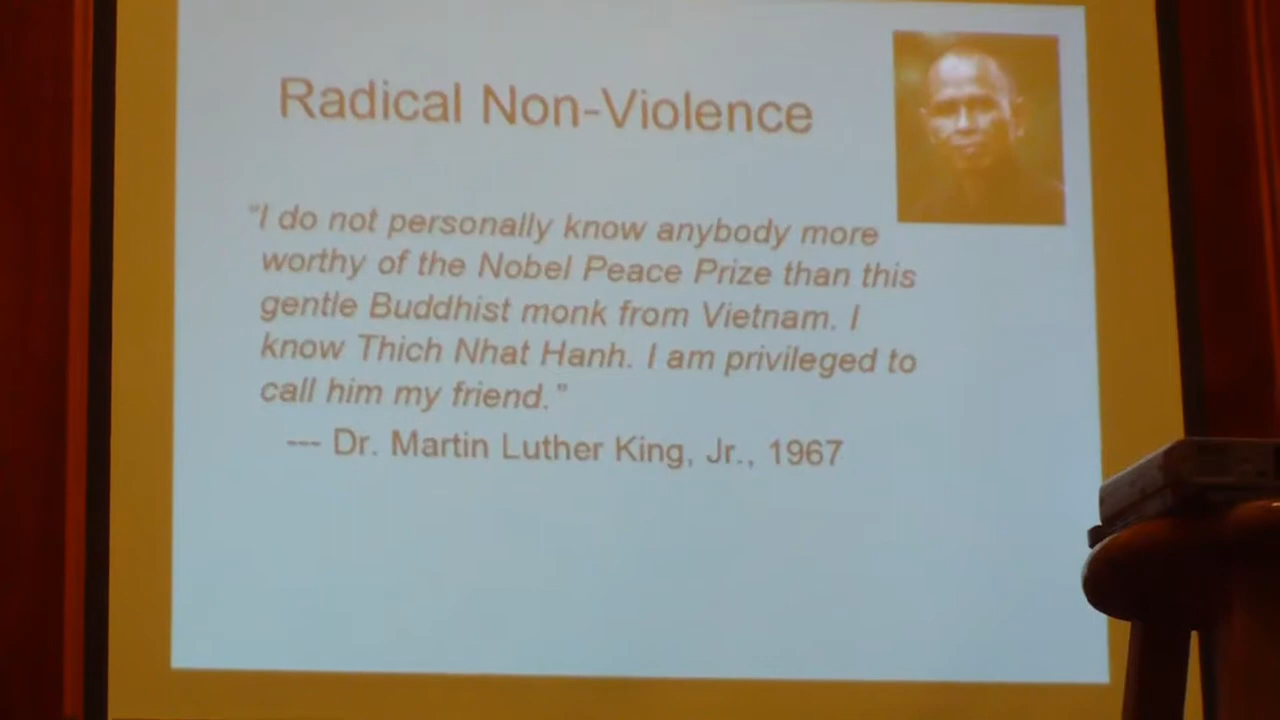 Radical Non-Violence
“I do not personally know anybody more
worthy of the Nobel Peace Prize than this
gentle Buddhist monk from Vietnam. I
know Thich Nhat Hanh. I am privileged to
call him my friend.”
--- Dr. Martin Luther King, Jr., 1967